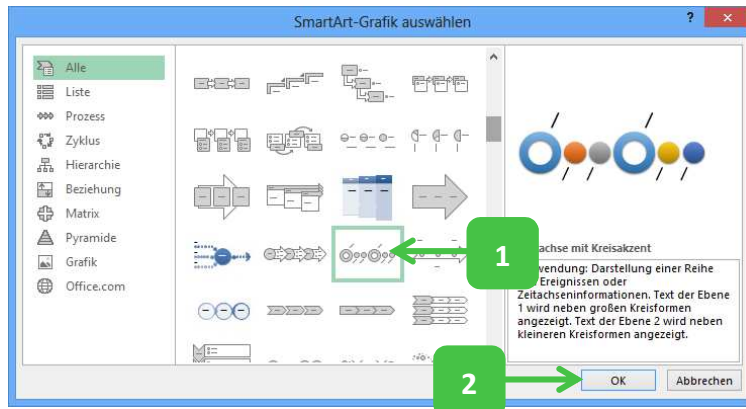 SmartArt-Grafik auswählen
Alle
Liste
Prozess
Zyklus
Hierarchie
Beziehung
Matrix
Pyramide
Grafik
Office.com
1
achse mit Kreisakzent
wendung: Darstellung einer Reihe
Ereignissen oder
Zeitachseninformationen. Text der Ebene
1 wird neben großen Kreisformen
angezeigt. Text der Ebene 2 wird neben
kleineren Kreisformen angezeigt.
2
OK
Abbrechen